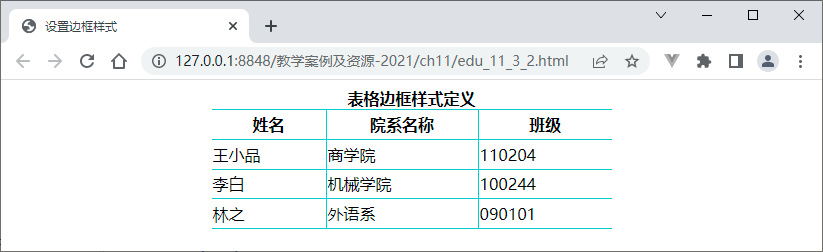 设置边框样式
127.0.0.1:8848/教学案例及资源-2021/ch11/edu_11_3_2.html
表格边框样式定义
姓名 院系名称 班级
王小品 商学院 110204
李白 机械学院 100244
林之 外语系 090101